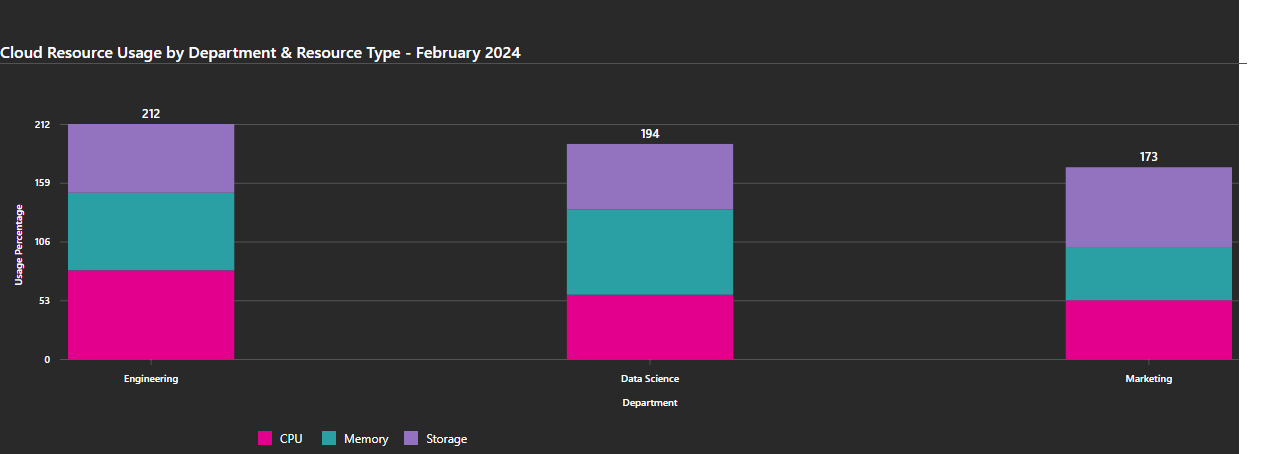 Cloud Resource Usage by Department & Resource Type - February 2024
212
194
173
212
159
106
53
0
Usage Percentage
Engineering
Data Science
Marketing
Department
CPU
Memory
Storage